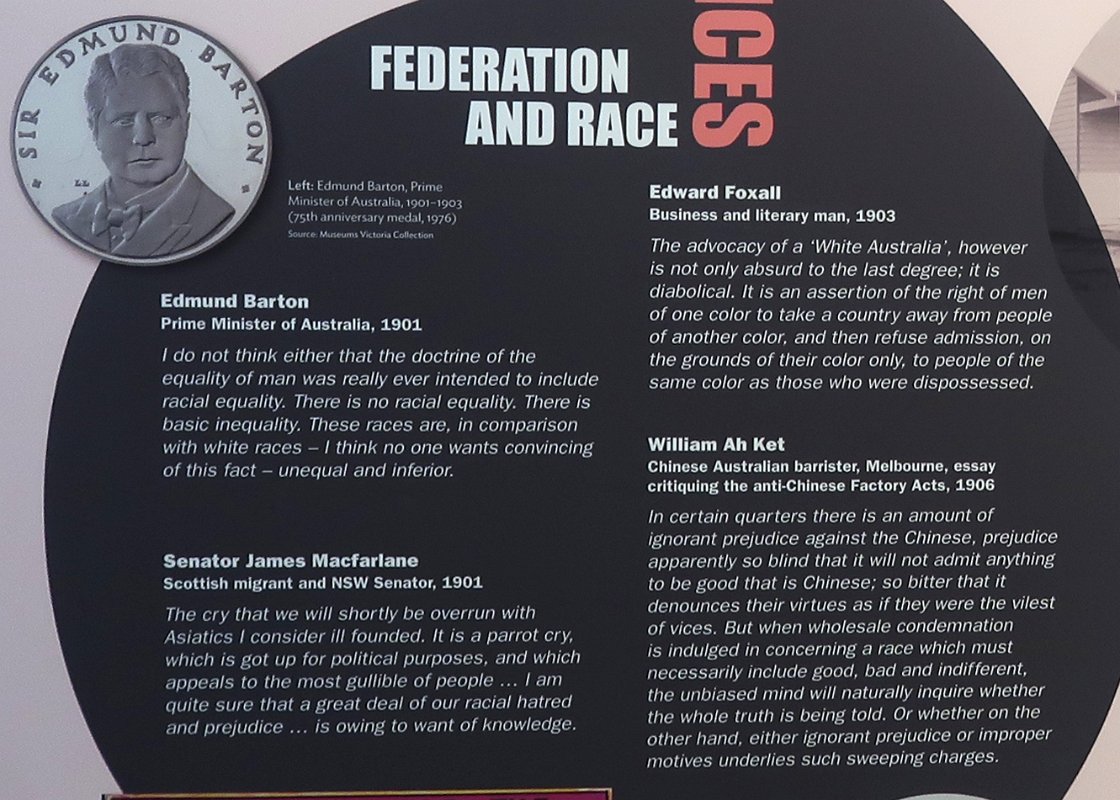 SIR EDMUND BARTON
FEDERATION
AND RACE
Left: Edmund Barton, Prime
Minister of Australia, 1901–1903
(75th anniversary medal, 1976)
Source: Museums Victoria Collection
Edmund Barton
Prime Minister of Australia, 1901
I do not think either that the doctrine of the
equality of man was really ever intended to include
racial equality. There is no racial equality. There is
basic inequality. These races are, in comparison
with white races – I think no one wants convincing
of this fact – unequal and inferior.
Senator James Macfarlane
Scottish migrant and NSW Senator, 1901
The cry that we will shortly be overrun with
Asiatics I consider ill founded. It is a parrot cry,
which is got up for political purposes, and which
appeals to the most gullible of people ... I am
quite sure that a great deal of our racial hatred
and prejudice ... is owing to want of knowledge.
Edward Foxall
Business and literary man, 1903
The advocacy of a ‘White Australia’, however
is not only absurd to the last degree; it is
diabolical. It is an assertion of the right of men
of one color to take a country away from people
of another color, and then refuse admission, on
the grounds of their color only, to people of the
same color as those who were dispossessed.
William Ah Ket
Chinese Australian barrister, Melbourne, essay
critiquing the anti-Chinese Factory Acts, 1906
In certain quarters there is an amount of
ignorant prejudice against the Chinese, prejudice
apparently so blind that it will not admit anything
to be good that is Chinese; so bitter that it
denounces their virtues as if they were the vilest
of vices. But when wholesale condemnation
is indulged in concerning a race which must
necessarily include good, bad and indifferent,
the unbiased mind will naturally inquire whether
the whole truth is being told. Or whether on the
other hand, either ignorant prejudice or improper
motives underlies such sweeping charges.